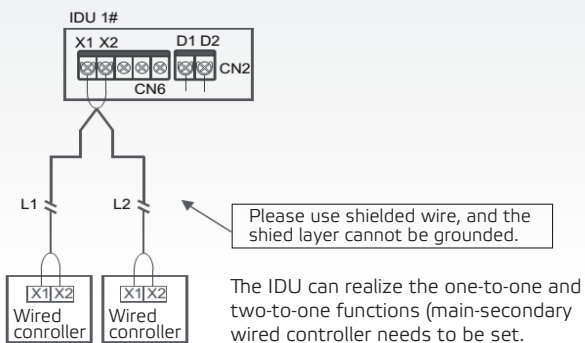 IDU 1#
X1 X2 D1 D2
CN2
CN6
L1 L2
Please use shielded wire, and the
shied layer cannot be grounded.
X1 X2 X1 X2
Wired Wired
conroller conroller
The IDU can realize the one-to-one and
two-to-one functions (main-secondary
wired controller needs to be set.